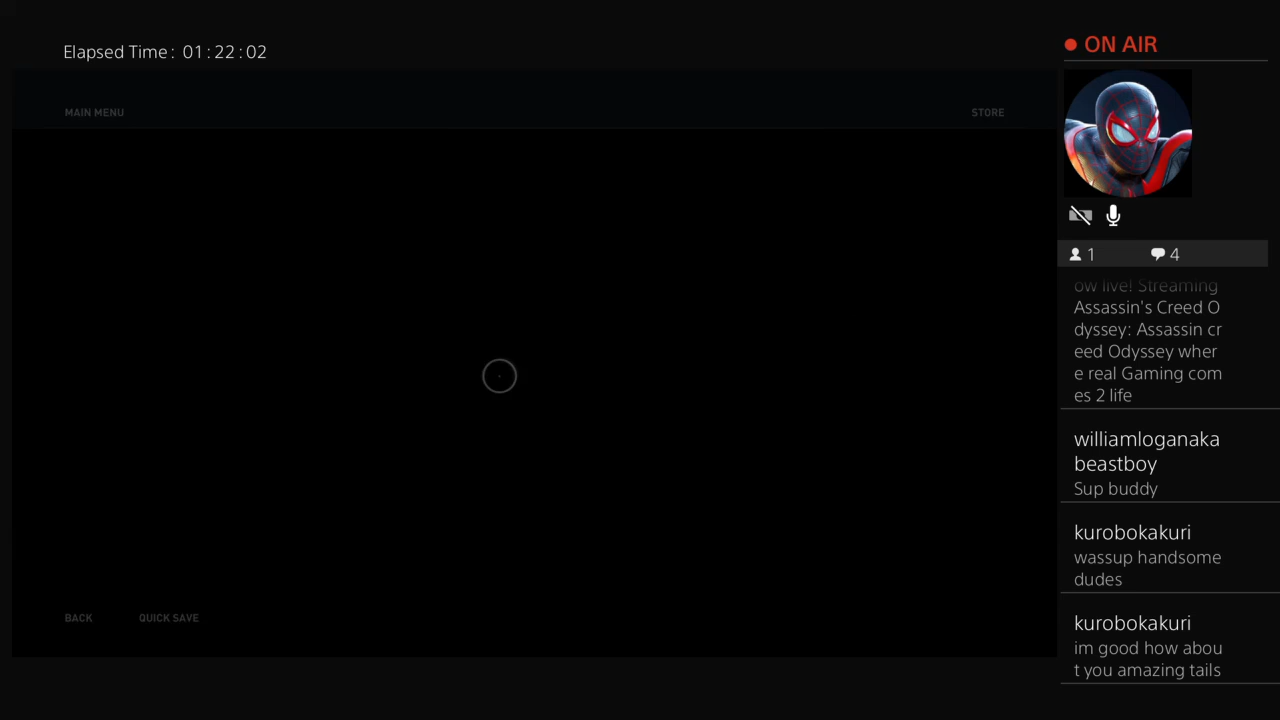 Elapsed Time: 01:22:02
ON AIR
MAIN MENU
STORE
1
4
ow live! Streaming
Assassin's Creed O
dyssey: Assassin cr
eed Odyssey wher
e real Gaming com
es 2 life
williamloganaka
beastboy
Sup buddy
kurobokakuri
wassup handsome
dudes
kurobokakuri
im good how abou
t you amazing tails
BACK
QUICK SAVE